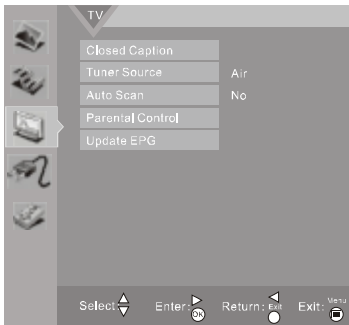 TV
Closed Caption
Tuner Source Air
Auto Scan No
Parental Control
Update EPG
Select: Enter: OK Return: Exit Exit: Menu